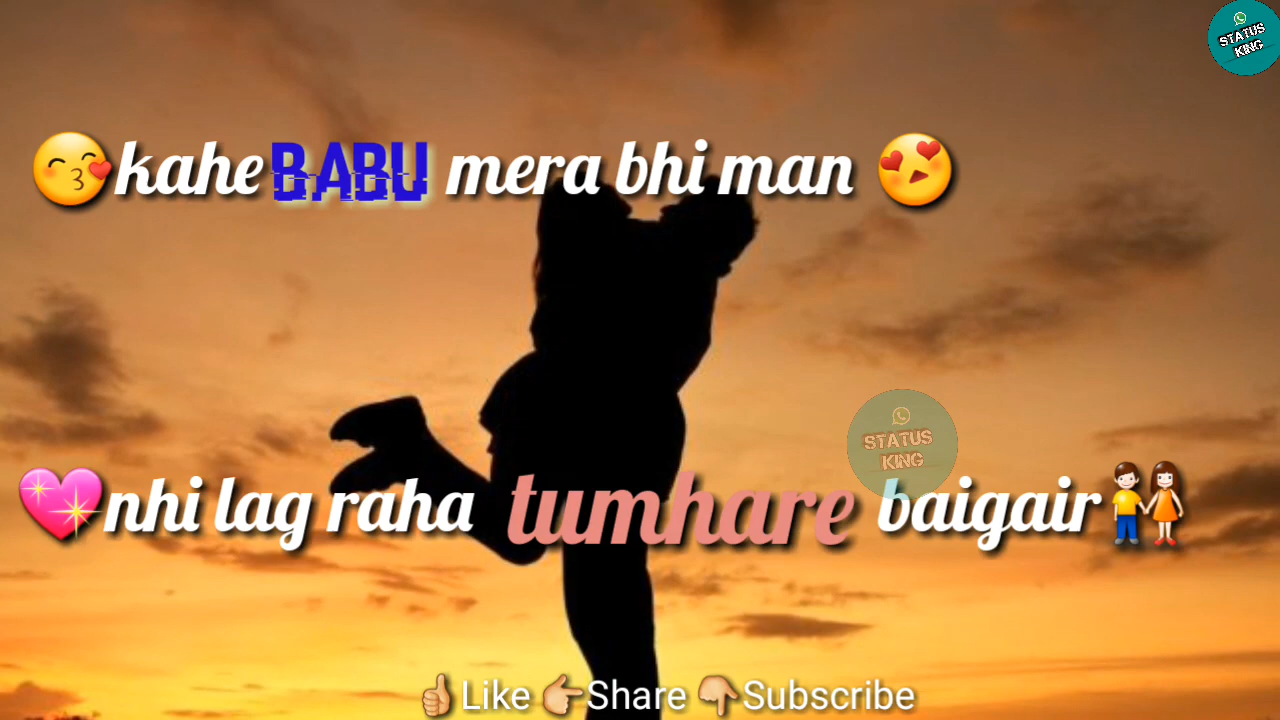 STATUS
KING
kahe BABU mera bhi man
STATUS
KING
nhi lag raha tumhare baigair
Like Share Subscribe